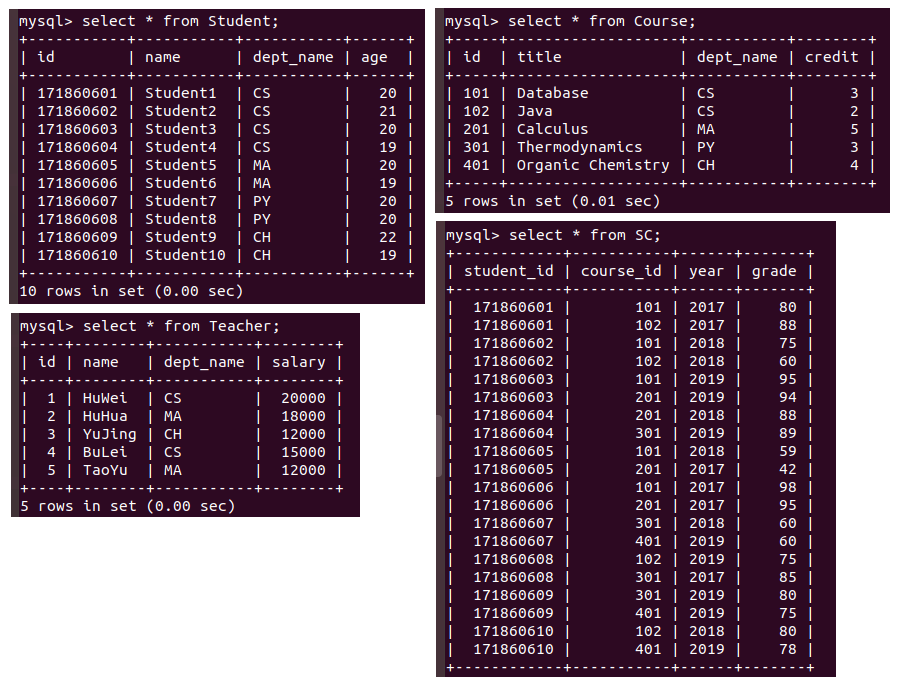 mysql> select * from Student;
+-----------+-----------+-----------+------+
| id        | name      | dept_name | age  |
+-----------+-----------+-----------+------+
| 171860601 | Student1  | CS        |   20 |
| 171860602 | Student2  | CS        |   21 |
| 171860603 | Student3  | CS        |   20 |
| 171860604 | Student4  | CS        |   19 |
| 171860605 | Student5  | MA        |   20 |
| 171860606 | Student6  | MA        |   19 |
| 171860607 | Student7  | PY        |   20 |
| 171860608 | Student8  | PY        |   20 |
| 171860609 | Student9  | CH        |   22 |
| 171860610 | Student10 | CH        |   19 |
+-----------+-----------+-----------+------+
10 rows in set (0.00 sec)
mysql> select * from Teacher;
+----+--------+-----------+--------+
| id | name   | dept_name | salary |
+----+--------+-----------+--------+
|  1 | HuWei  | CS        |  20000 |
|  2 | HuHua  | MA        |  18000 |
|  3 | YuJing | CH        |  12000 |
|  4 | BuLei  | CS        |  15000 |
|  5 | TaoYu  | MA        |  12000 |
+----+--------+-----------+--------+
5 rows in set (0.00 sec)
mysql> select * from Course;
+-----+-------------------+-----------+--------+
| id  | title             | dept_name | credit |
+-----+-------------------+-----------+--------+
| 101 | Database          | CS        |      3 |
| 102 | Java              | CS        |      2 |
| 201 | Calculus          | MA        |      5 |
| 301 | Thermodynamics    | PY        |      3 |
| 401 | Organic Chemistry | CH        |      4 |
+-----+-------------------+-----------+--------+
5 rows in set (0.01 sec)
mysql> select * from SC;
+------------+-----------+------+-------+
| student_id | course_id | year | grade |
+------------+-----------+------+-------+
|  171860601 |       101 | 2017 |    80 |
|  171860601 |       102 | 2017 |    88 |
|  171860602 |       101 | 2018 |    75 |
|  171860602 |       102 | 2018 |    60 |
|  171860603 |       101 | 2019 |    95 |
|  171860603 |       201 | 2019 |    94 |
|  171860604 |       201 | 2018 |    88 |
|  171860604 |       301 | 2019 |    89 |
|  171860605 |       101 | 2018 |    59 |
|  171860605 |       201 | 2017 |    42 |
|  171860606 |       101 | 2017 |    98 |
|  171860606 |       201 | 2017 |    95 |
|  171860607 |       301 | 2018 |    60 |
|  171860607 |       401 | 2019 |    60 |
|  171860608 |       102 | 2019 |    75 |
|  171860608 |       301 | 2017 |    85 |
|  171860609 |       301 | 2019 |    80 |
|  171860609 |       401 | 2019 |    75 |
|  171860610 |       102 | 2018 |    80 |
|  171860610 |       401 | 2019 |    78 |
+------------+-----------+------+-------+